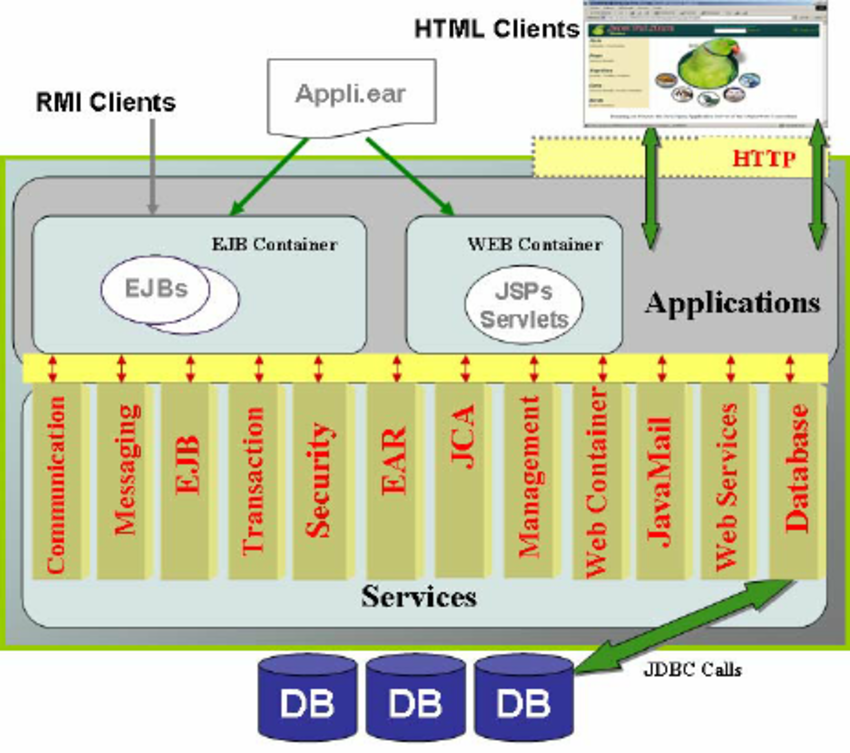 HTML Clients
RMI Clients
Appli.ear
HTTP
EJB Container
WEB Container
EJBs
JSPs
Servlets
Applications
Communication
Messaging
EJB
Transaction
Security
EAR
JCA
Management
Web Container
JavaMail
Web Services
Database
Services
JDBC Calls
DB
DB
DB